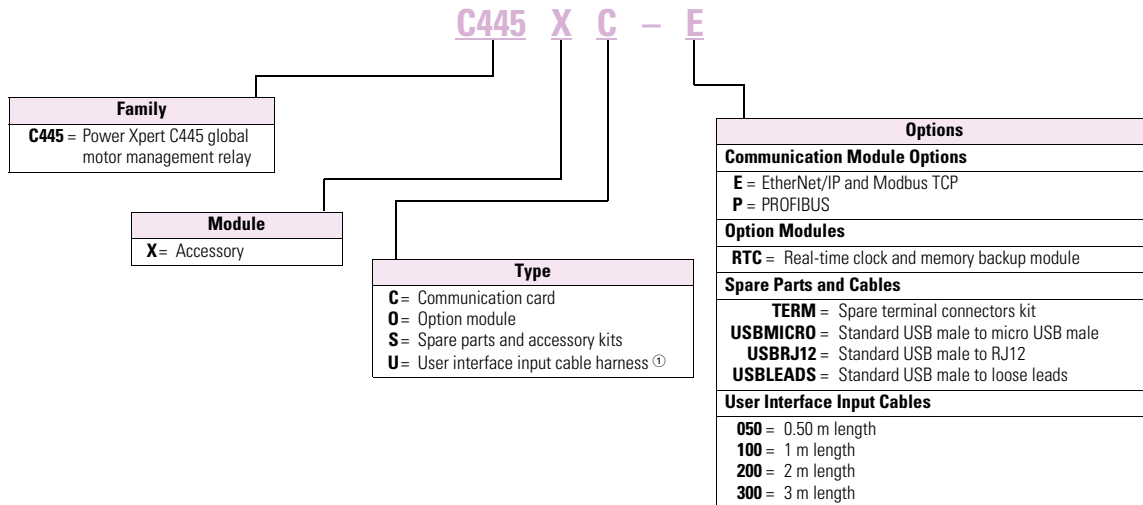 C445 X C – E
Family
C445 = Power Xpert C445 global
motor management relay
Module
X = Accessory
Type
C = Communication card
O = Option module
S = Spare parts and accessory kits
U = User interface input cable harness ①
Options
Communication Module Options
E = EtherNet/IP and Modbus TCP
P = PROFIBUS
Option Modules
RTC = Real-time clock and memory backup module
Spare Parts and Cables
TERM = Spare terminal connectors kit
USBMICRO = Standard USB male to micro USB male
USBRJ12 = Standard USB male to RJ12
USBLEADS = Standard USB male to loose leads
User Interface Input Cables
050 = 0.50 m length
100 = 1 m length
200 = 2 m length
300 = 3 m length